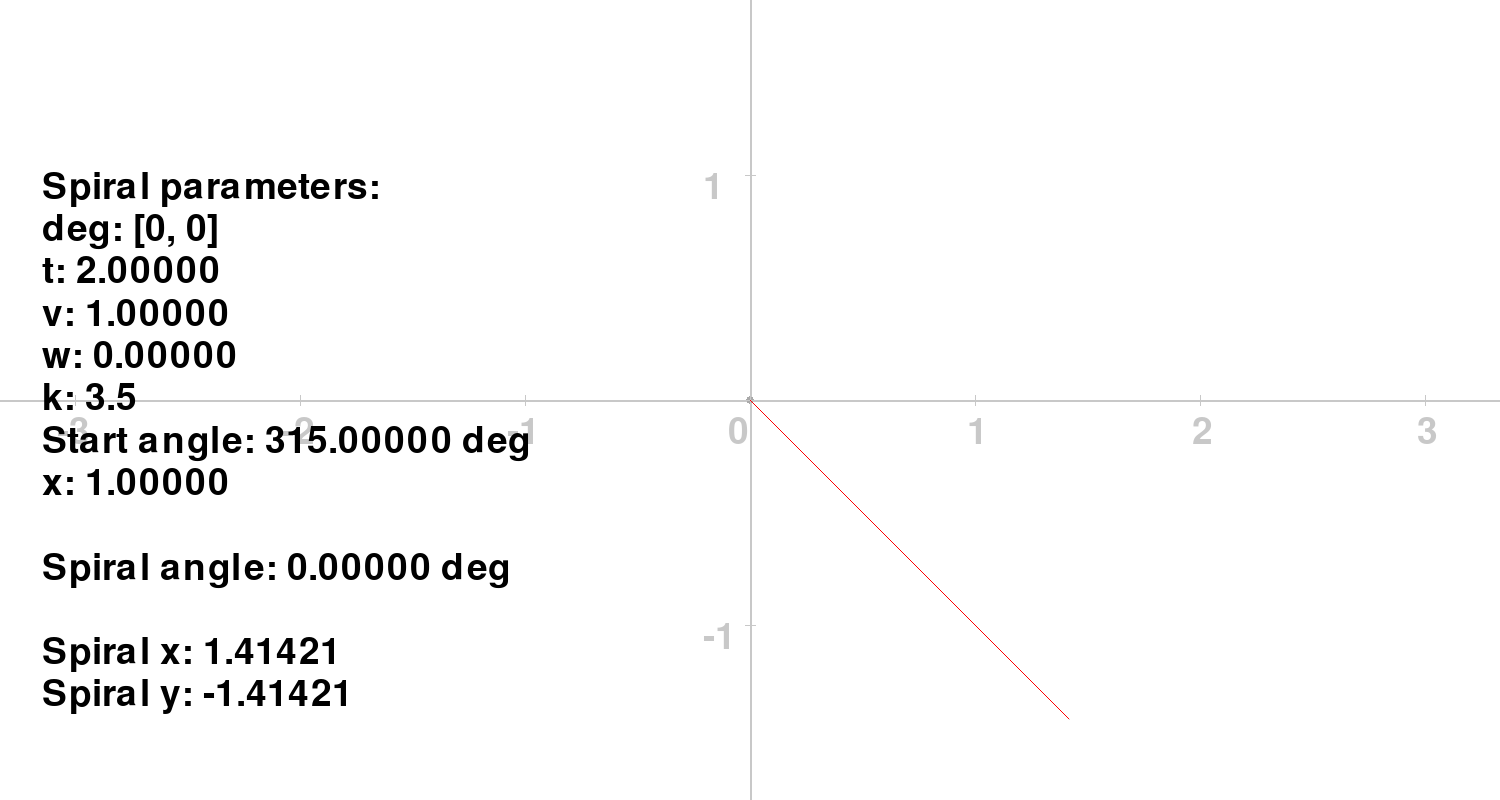 Spiral parameters:
deg: [0, 0]
t: 2.00000
v: 1.00000
w: 0.00000
k: 3.5
Start angle: 315.00000 deg
x: 1.00000
Spiral angle: 0.00000 deg
Spiral x: 1.41421
Spiral y: -1.41421
1
-3 -2 -1 0 1 2 3
-1